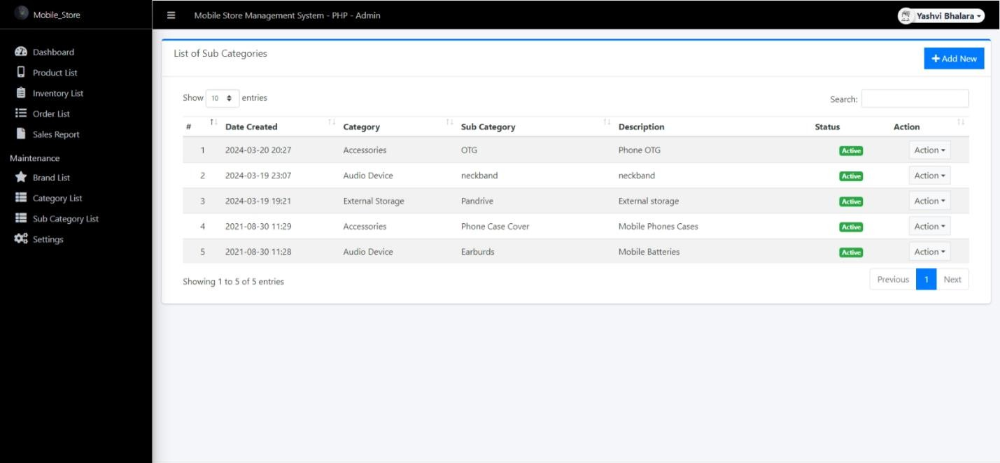 Mobile_Store
Mobile Store Management System - PHP - Admin
Yashvi Bhalara
Dashboard
Product List
Inventory List
Order List
Sales Report
Maintenance
Brand List
Category List
Sub Category List
Settings
List of Sub Categories
Add New
Show 10 entries
Search:
# Date Created Category Sub Category Description Status Action
1 2024-03-20 20:27 Accessories OTG Phone OTG Active Action
2 2024-03-19 23:07 Audio Device neckband neckband Active Action
3 2024-03-19 19:21 External Storage Pandrive External storage Active Action
4 2021-08-30 11:29 Accessories Phone Case Cover Mobile Phones Cases Active Action
5 2021-08-30 11:28 Audio Device Earburds Mobile Batteries Active Action
Showing 1 to 5 of 5 entries
Previous 1 Next